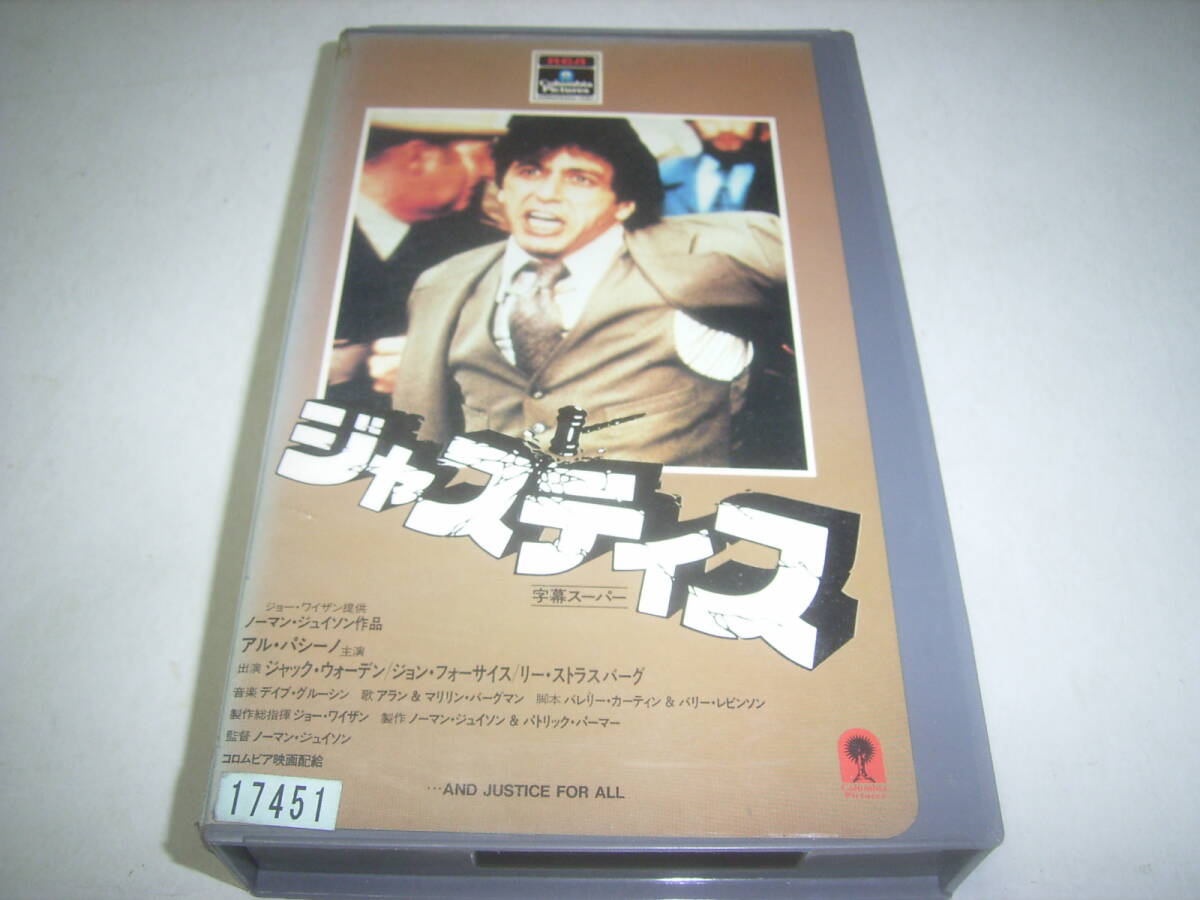 RCA
Columbia
Pictures
ジャスティス
字幕スーパー
ジョー・ワイザン提供
ノーマン・ジュイソン作品
アル・パシーノ主演
出演 ジャック・ウォーデン/ジョン・フォーサイス/リー・ストラスバーグ
音楽 デイブ・グルーシン 歌 アラン & マリリン・バーグマン 脚本 バレリー・カーティン & バリー・レビンソン
製作総指揮 ジョー・ワイザン 製作 ノーマン・ジュイソン & パトリック・パーマー
監督 ノーマン・ジュイソン
コロムビア映画配給
17451
…AND JUSTICE FOR ALL
Columbia
Pictures